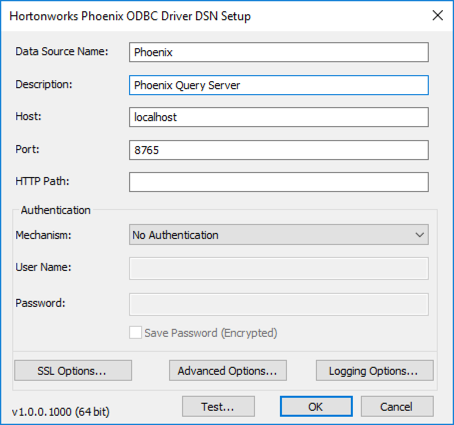 Hortonworks Phoenix ODBC Driver DSN Setup
Data Source Name: Phoenix
Description: Phoenix Query Server
Host: localhost
Port: 8765
HTTP Path:
Authentication
Mechanism: No Authentication
User Name:
Password:
Save Password (Encrypted)
SSL Options... Advanced Options... Logging Options...
v1.0.0.1000 (64 bit) Test... OK Cancel